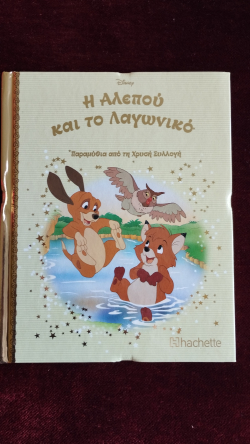 Disney
Η Αλεπού
και το Λαγωνικό
Παραμύθια από τη Χρυσή Συλλογή
hachette